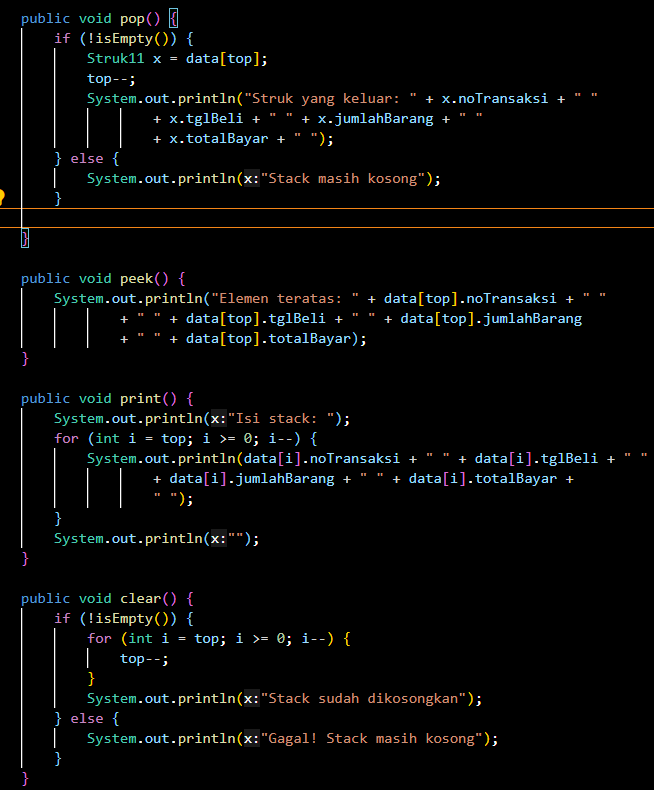 public void pop() {
    if (!isEmpty()) {
        Struk11 x = data[top];
        top--;
        System.out.println("Struk yang keluar: " + x.noTransaksi + " "
                + x.tglBeli + " " + x.jumlahBarang + " "
                + x.totalBayar + " ");
    } else {
        System.out.println(x:"Stack masih kosong");
    }

}

public void peek() {
    System.out.println("Elemen teratas: " + data[top].noTransaksi + " "
            + " " + data[top].tglBeli + " " + data[top].jumlahBarang
            + " " + data[top].totalBayar);
}

public void print() {
    System.out.println(x:"Isi stack: ");
    for (int i = top; i >= 0; i--) {
        System.out.println(data[i].noTransaksi + " " + data[i].tglBeli + " "
                + data[i].jumlahBarang + " " + data[i].totalBayar +
                " ");
    }
    System.out.println(x:"");
}

public void clear() {
    if (!isEmpty()) {
        for (int i = top; i >= 0; i--) {
            top--;
        }
        System.out.println(x:"Stack sudah dikosongkan");
    } else {
        System.out.println(x:"Gagal! Stack masih kosong");
    }
}